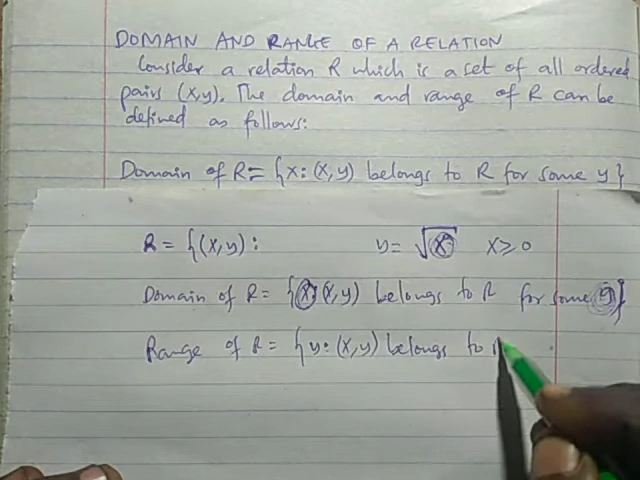 DOMAIN AND RANGE OF A RELATION
Consider a relation R which is a set of all ordered
pairs (x,y). The domain and range of R can be
defined as follows:
Domain of R = {x: (x,y) belongs to R for some y}
R = {(x,y): y = √x x ≥ 0
Domain of R = {x: (x,y) belongs to R for some y}
Range of R = {y: (x,y) belongs to